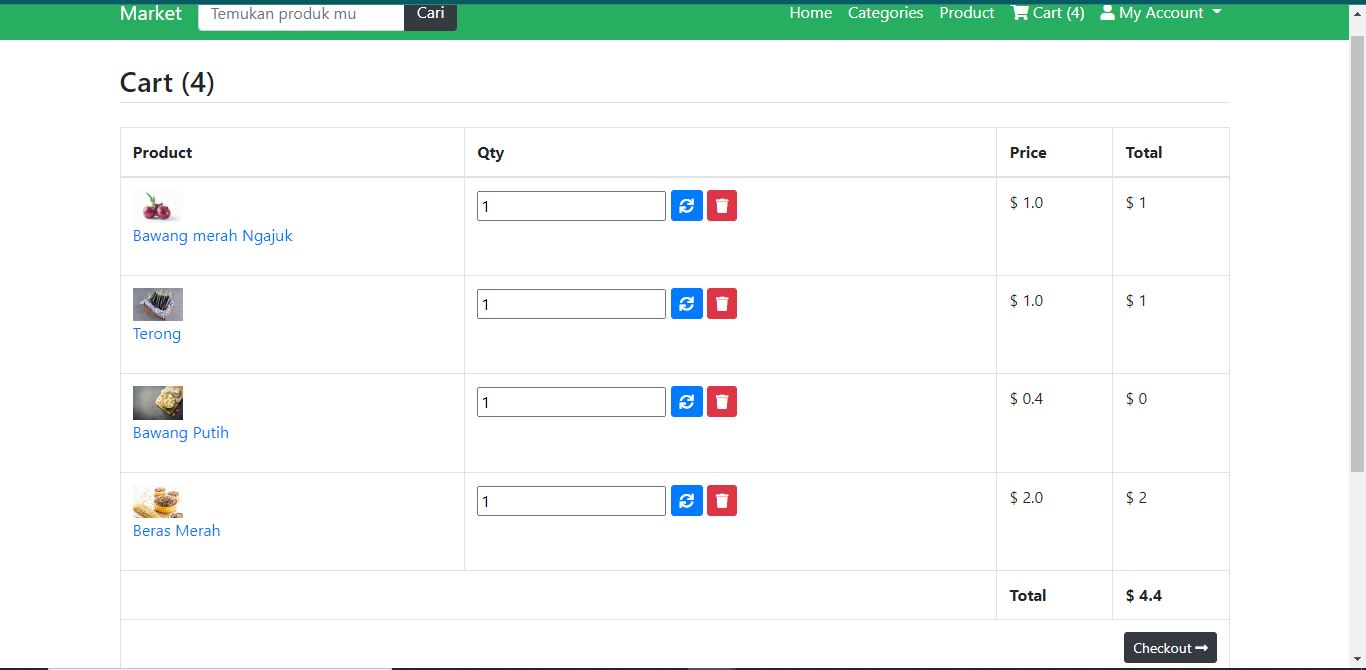 Market Temukan produk mu Cari Home Categories Product Cart (4) My Account
Cart (4)
Product Qty Price Total
1 $ 1.0 $ 1
Bawang merah Ngajuk
1 $ 1.0 $ 1
Terong
1 $ 0.4 $ 0
Bawang Putih
1 $ 2.0 $ 2
Beras Merah
Total $ 4.4
Checkout